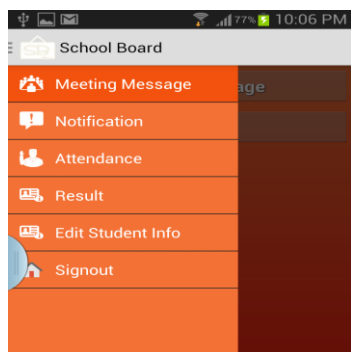 77% 10:06 PM
School Board
Meeting Message
age
Notification
Attendance
Result
Edit Student Info
Signout